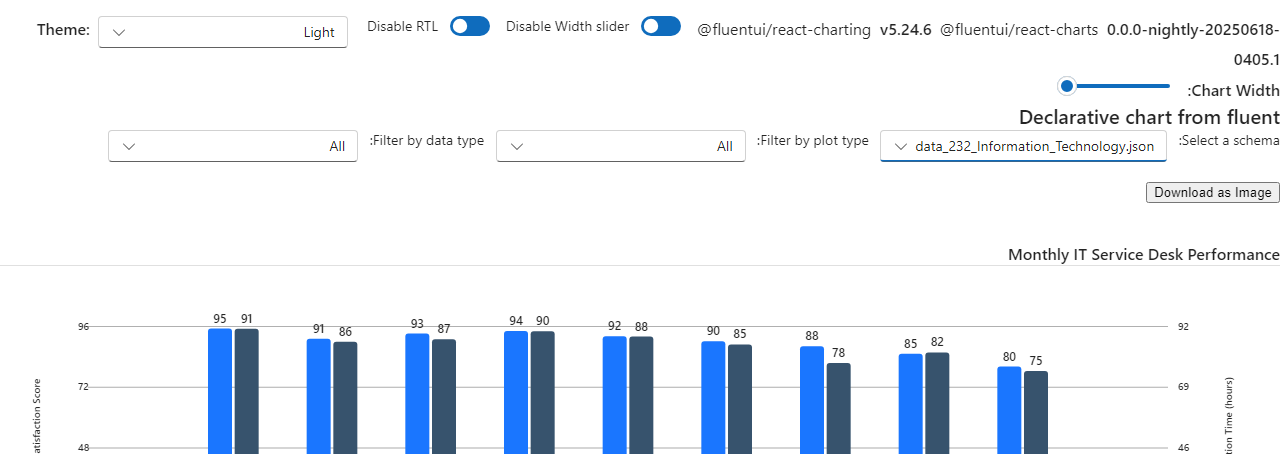 Theme:
Light
Disable RTL
Disable Width slider
@fluentui/react-charting v5.24.6 @fluentui/react-charts 0.0.0-nightly-20250618-
0405.1
:Chart Width
Declarative chart from fluent
:Select a schema
data_232_Information_Technology.json
:Filter by plot type
All
:Filter by data type
All
Download as Image
Monthly IT Service Desk Performance
95 91 91 86 93 87 94 90 92 88 90 85 88 78 85 82 80 75
96 92
72 69
48 46
atisfaction Score
tion Time (hours)